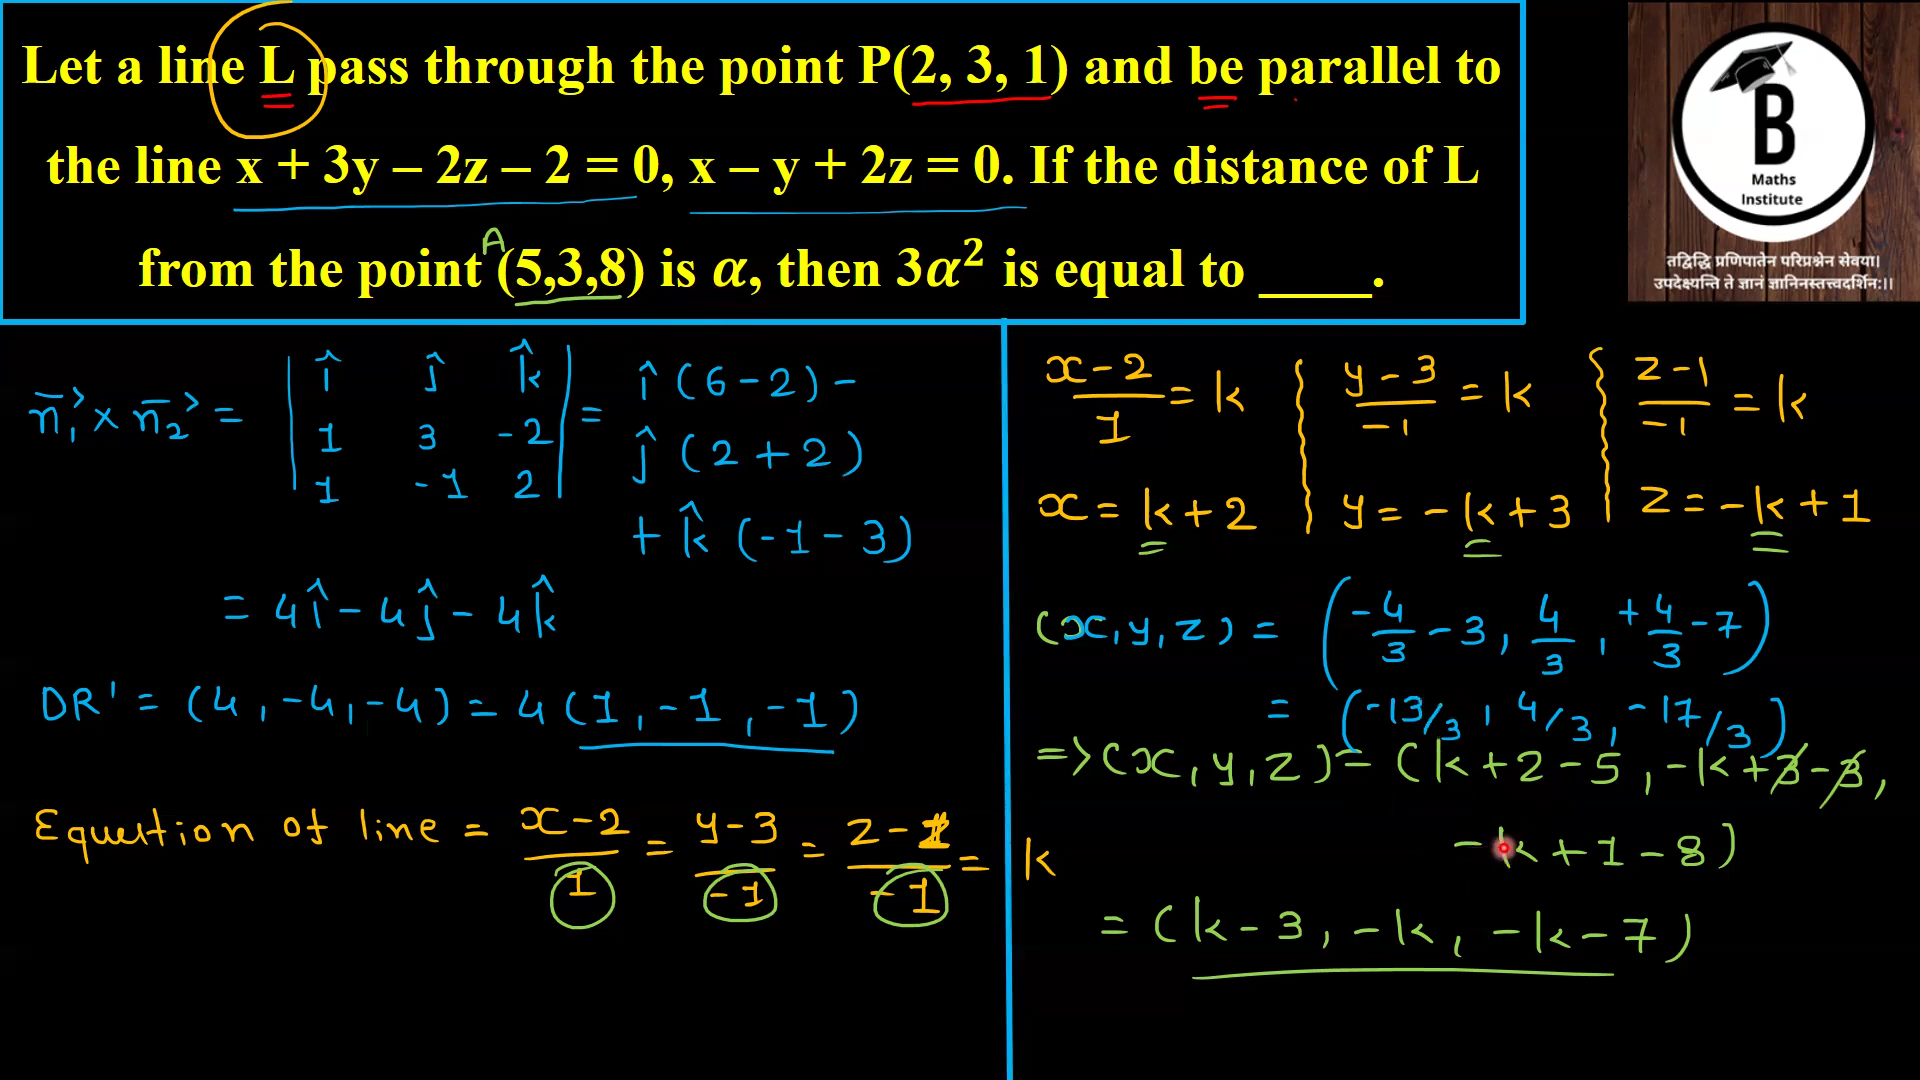 Let a line L pass through the point P(2, 3, 1) and be parallel to
the line x + 3y – 2z – 2 = 0, x – y + 2z = 0. If the distance of L
A
from the point (5,3,8) is α, then 3α² is equal to ____.
B
Maths
Institute
तद्विद्धि प्रणिपातेन परिप्रश्नेन सेवया।
उपदेक्ष्यन्ति ते ज्ञानं ज्ञानिनस्तत्त्वदर्शिन:।।
n₁ × n₂ = | î ĵ k̂ | = î (6 - 2) -
| 1 3 -2 | ĵ (2 + 2)
| 1 -1 2 | + k̂ (-1 - 3)
= 4î - 4ĵ - 4k̂
DR' = (4, -4, -4) = 4 (1, -1, -1)
Equation of line = (x-2)/1 = (y-3)/-1 = (z-1)/-1 = k
(x-2)/1 = k (y-3)/-1 = k (z-1)/-1 = k
x = k + 2 y = -k + 3 z = -k + 1
(x, y, z) = (-4/3 - 3, 4/3, +4/3 - 7)
= (-13/3, 4/3, -17/3)
=> (x, y, z) = (k + 2 - 5, -k + 3 - 3,
-k + 1 - 8)
= (k - 3, -k, -k - 7)